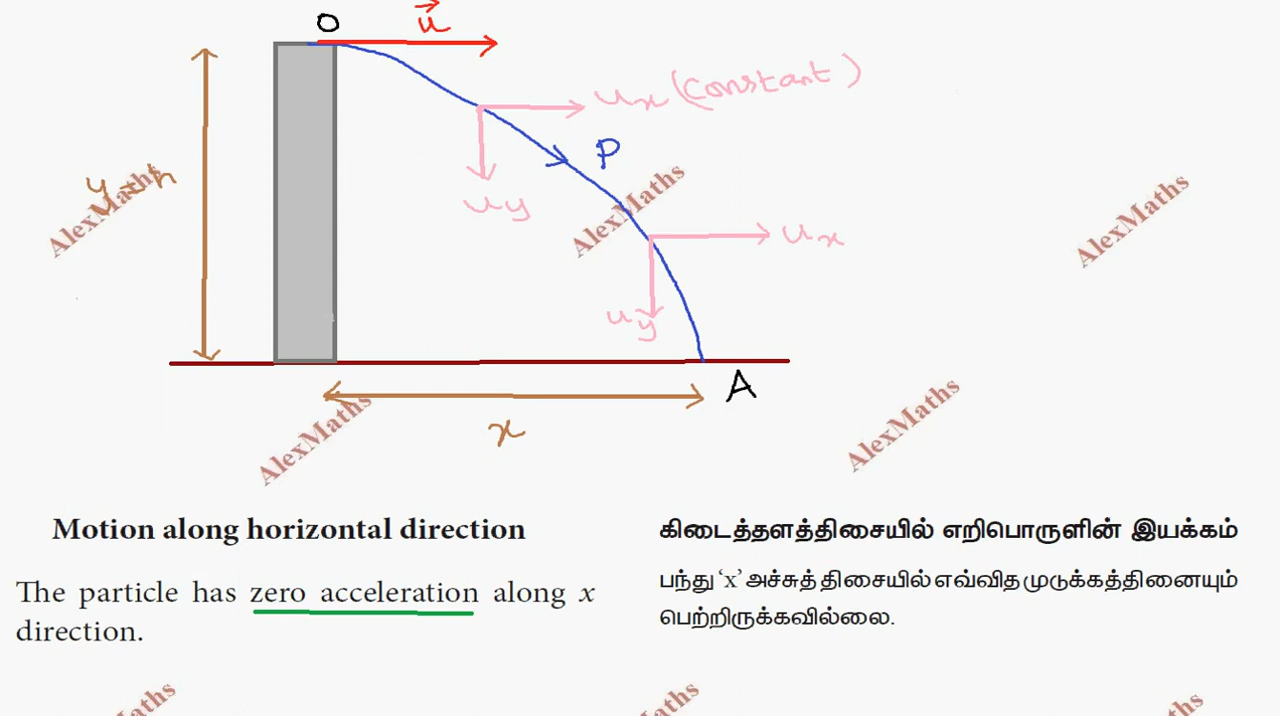 O
u
uₓ (Constant)
y = h
P
AlexMaths
uy
AlexMaths
AlexMaths
uₓ
uy
A
x
AlexMaths
AlexMaths
Motion along horizontal direction
The particle has zero acceleration along x
direction.
கிடைத்தளத்திசையில் எறிபொருளின் இயக்கம்
பந்து ‘x’ அச்சுத் திசையில் எவ்வித முடுக்கத்தினையும்
பெற்றிருக்கவில்லை.